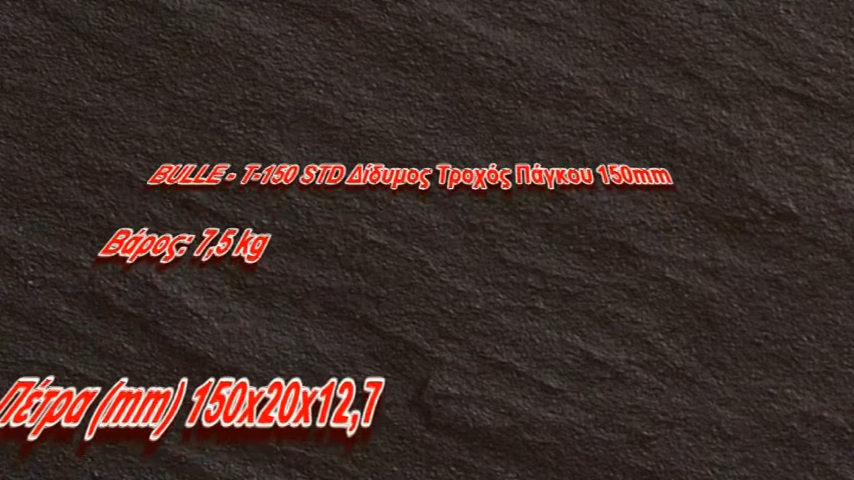 BULLE - T-150 STD Δίδυμος Τροχός Πάγκου 150mm
Βάρος: 7,5 kg
Πέτρα (mm) 150x20x12,7